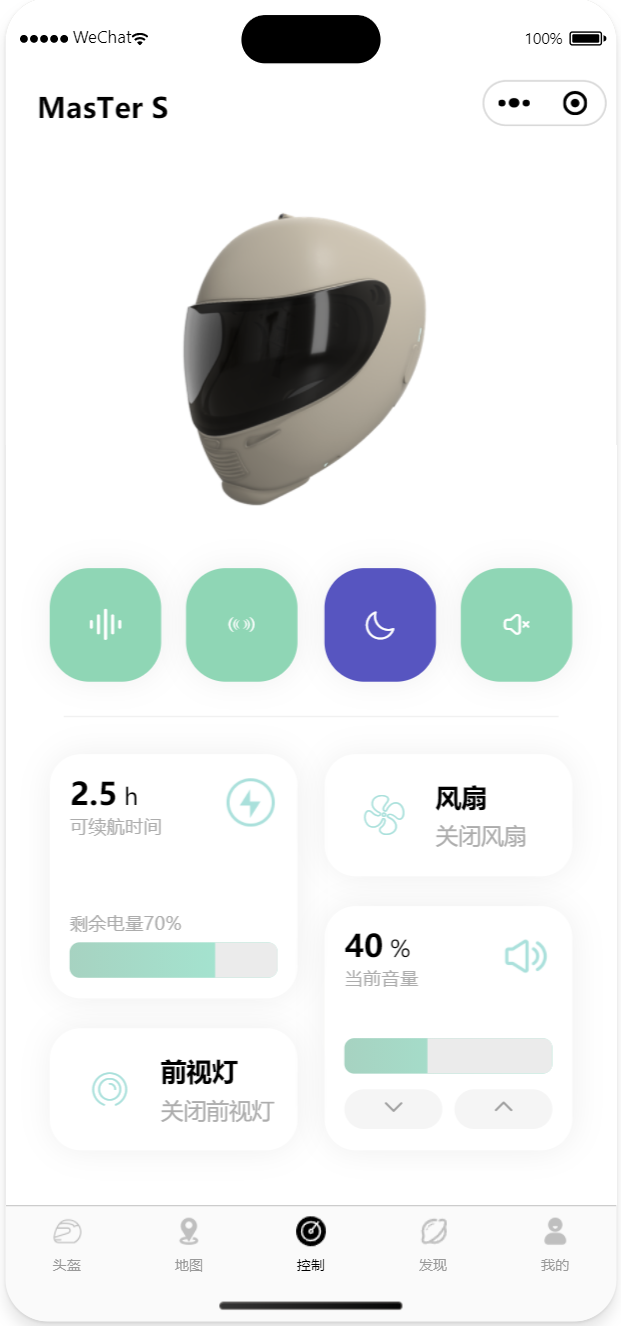 WeChat
100%
MasTer S
2.5 h
可续航时间
剩余电量70%
风扇
关闭风扇
40 %
当前音量
前视灯
关闭前视灯
头盔
地图
控制
发现
我的